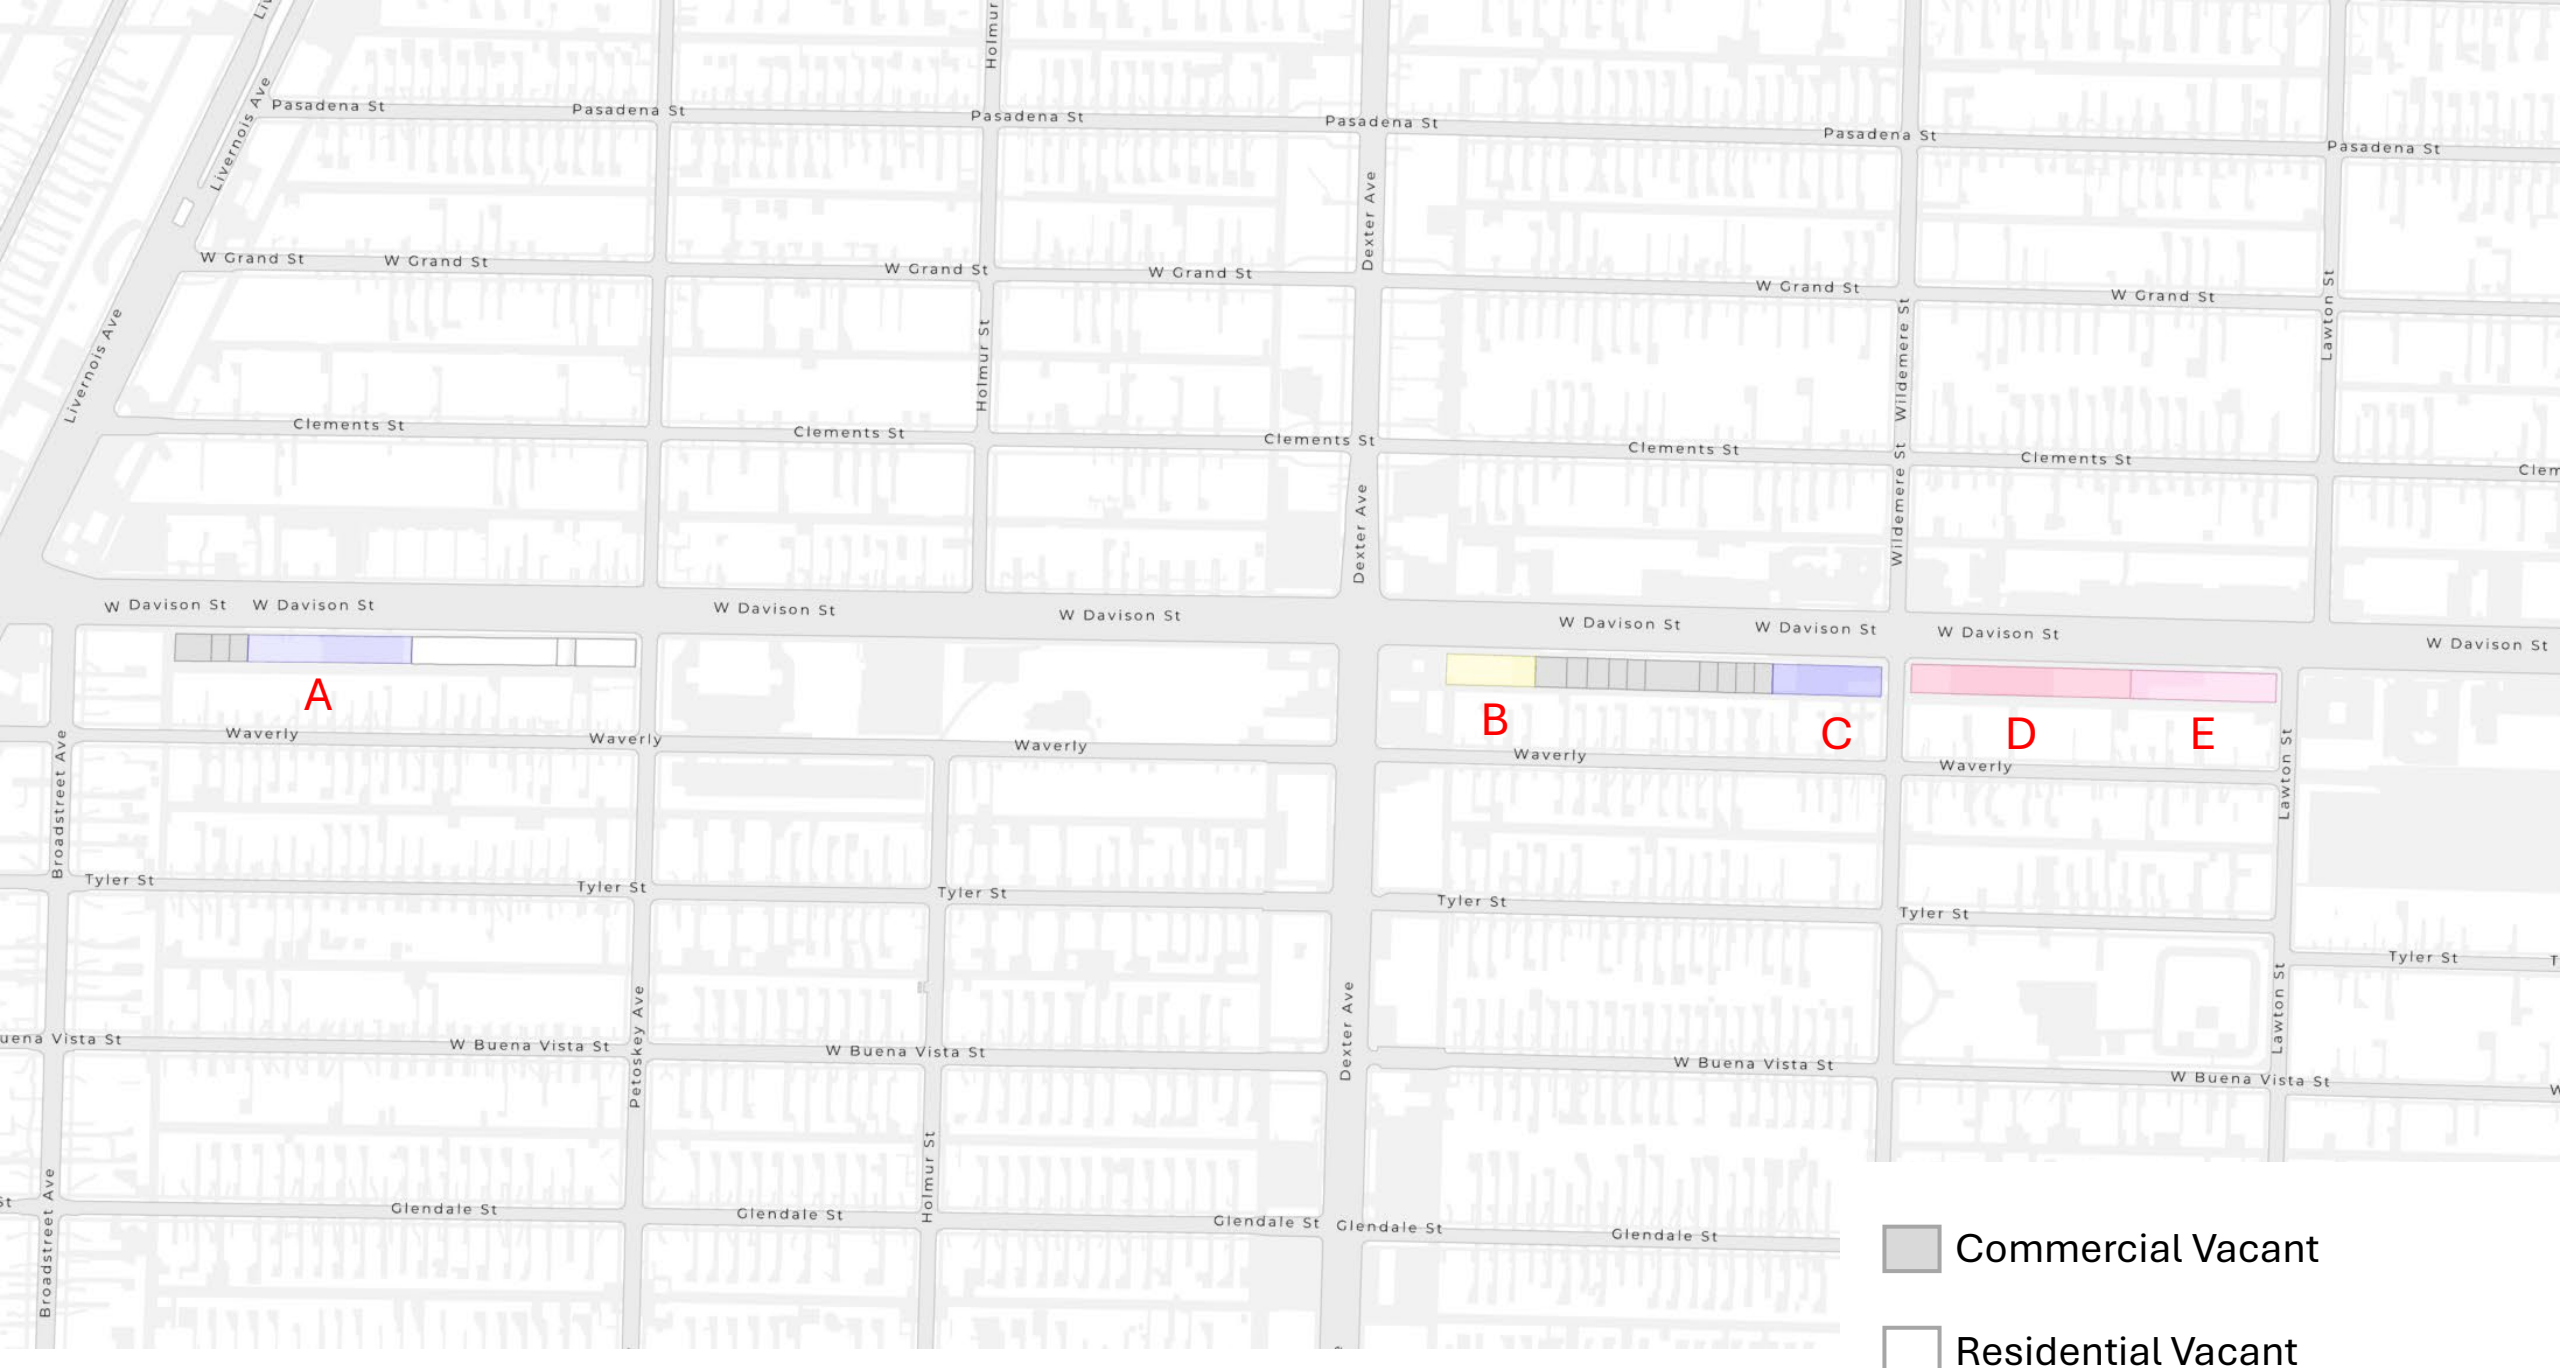 Liv
Holmur
Livernois Ave
Pasadena St
Pasadena St
Pasadena St
Pasadena St
Pasadena St
Pasadena St
Livernois Ave
Dexter Ave
W Grand St
W Grand St
W Grand St
W Grand St
W Grand St
W Grand St
Holmur St
Wildemere St
Lawton St
Clements St
Clements St
Clements St
Clements St
Clements St
Clem
Dexter Ave
Wildemere St
W Davison St
W Davison St
W Davison St
W Davison St
W Davison St
W Davison St
W Davison St
W Davison St
A
B
C
D
E
Waverly
Waverly
Waverly
Waverly
Waverly
Broadstreet Ave
Lawton St
Tyler St
Tyler St
Tyler St
Tyler St
Tyler St
Tyler St
T
Petoskey Ave
Dexter Ave
Lawton St
uena Vista St
W Buena Vista St
W Buena Vista St
W Buena Vista St
W Buena Vista St
W
Holmur St
Broadstreet Ave
St
Glendale St
Glendale St
Glendale St
Glendale St
Glendale St
Commercial Vacant
Residential Vacant